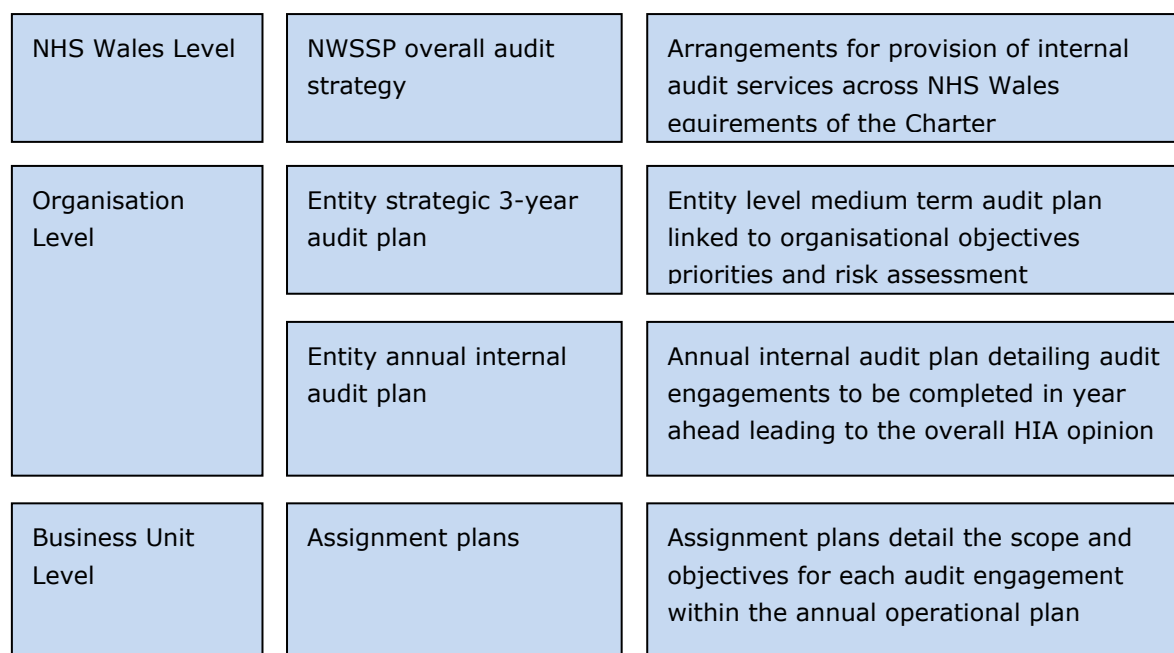 NHS Wales Level
NWSSP overall audit
strategy
Arrangements for provision of internal
audit services across NHS Wales
equirements of the Charter
Organisation
Level
Entity strategic 3-year
audit plan
Entity level medium term audit plan
linked to organisational objectives
priorities and risk assessment
Entity annual internal
audit plan
Annual internal audit plan detailing audit
engagements to be completed in year
ahead leading to the overall HIA opinion
Business Unit
Level
Assignment plans
Assignment plans detail the scope and
objectives for each audit engagement
within the annual operational plan